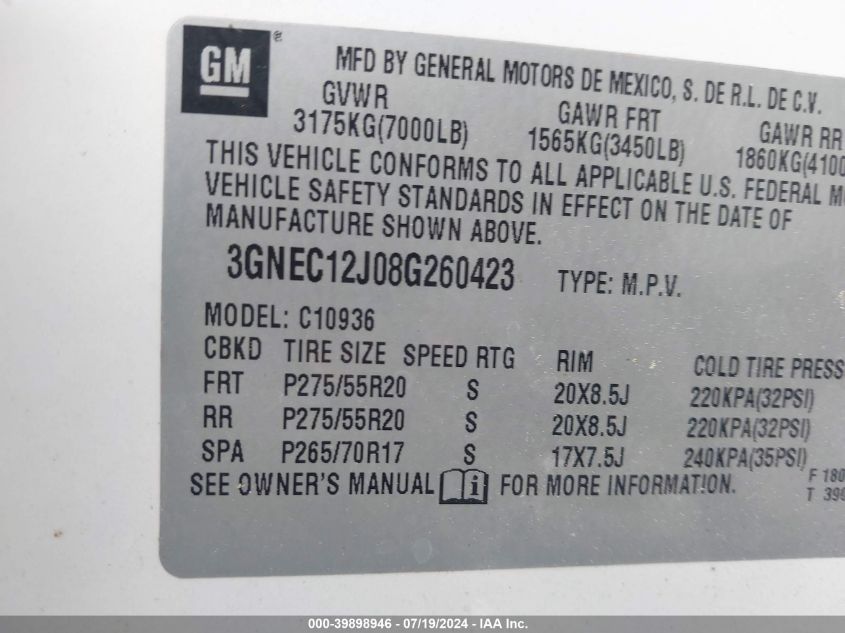 GM®
MFD BY GENERAL MOTORS DE MEXICO, S. DE R.L. DE C.V.
GVWR GAWR FRT GAWR RR
3175KG(7000LB) 1565KG(3450LB) 1860KG(4100
THIS VEHICLE CONFORMS TO ALL APPLICABLE U.S. FEDERAL M
VEHICLE SAFETY STANDARDS IN EFFECT ON THE DATE OF
MANUFACTURE SHOWN ABOVE.
3GNEC12J08G260423 TYPE: M.P.V.
MODEL: C10936
CBKD TIRE SIZE SPEED RTG RIM COLD TIRE PRESS
FRT P275/55R20 S 20X8.5J 220KPA(32PSI)
RR P275/55R20 S 20X8.5J 220KPA(32PSI)
SPA P265/70R17 S 17X7.5J 240KPA(35PSI)
SEE OWNER'S MANUAL i FOR MORE INFORMATION.
F 180
T 390
000-39898946 - 07/19/2024 - IAA Inc.